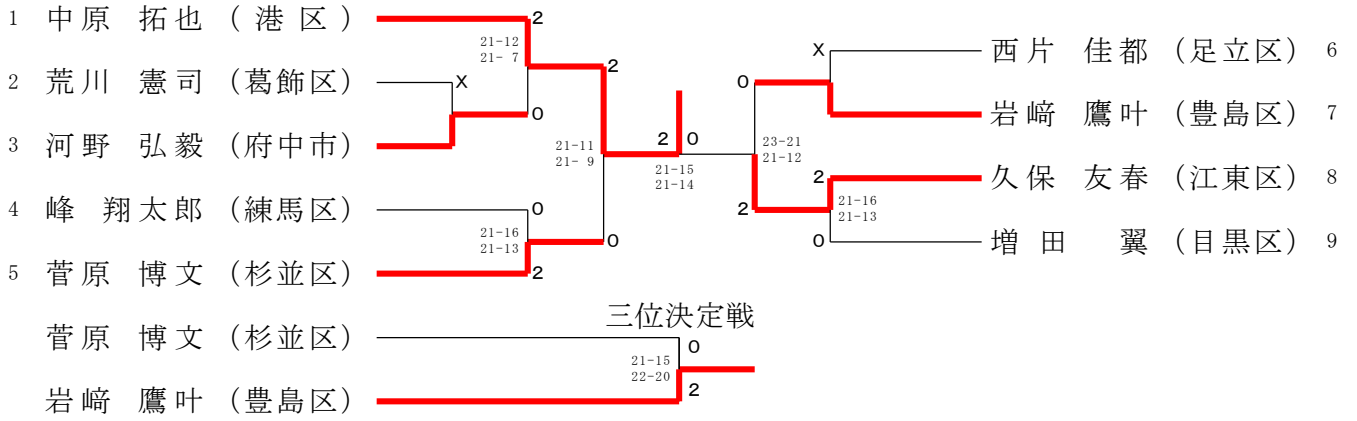 1 中原 拓也 (港区)
2
21-12
21- 7
2 荒川 憲司 (葛飾区)
X
0
3 河野 弘毅 (府中市)
2
21-11
21- 9
4 峰 翔太郎 (練馬区)
0
21-16
21-13
0
5 菅原 博文 (杉並区)
2
2 0
21-15
21-14
X
西片 佳都 (足立区) 6
0
岩﨑 鷹叶 (豊島区) 7
23-21
21-12
2
久保 友春 (江東区) 8
21-16
21-13
2
0
増田 翼 (目黒区) 9
三位決定戦
菅原 博文 (杉並区)
0
21-15
22-20
岩﨑 鷹叶 (豊島区)
2